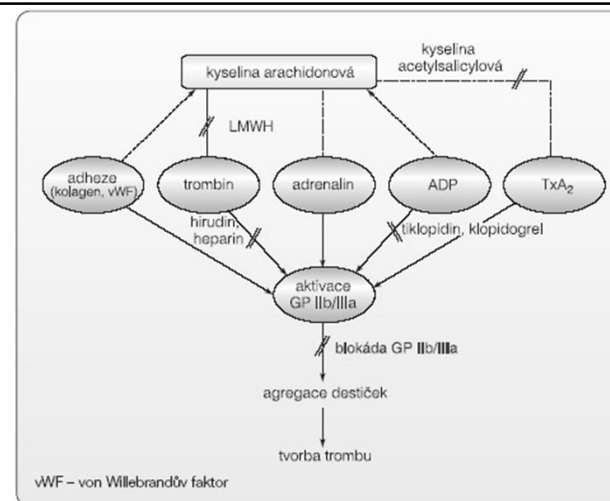 kyselina
acetylsalicylová
kyselina arachidonová
LMWH
adheze
(kolagen, vWF)
trombin
adrenalin
ADP
TxA₂
hirudin,
heparin
tiklopidin, klopidogrel
aktivace
GP IIb/IIIa
blokáda GP IIb/IIIa
agregace destiček
tvorba trombu
vWF – von Willebrandův faktor